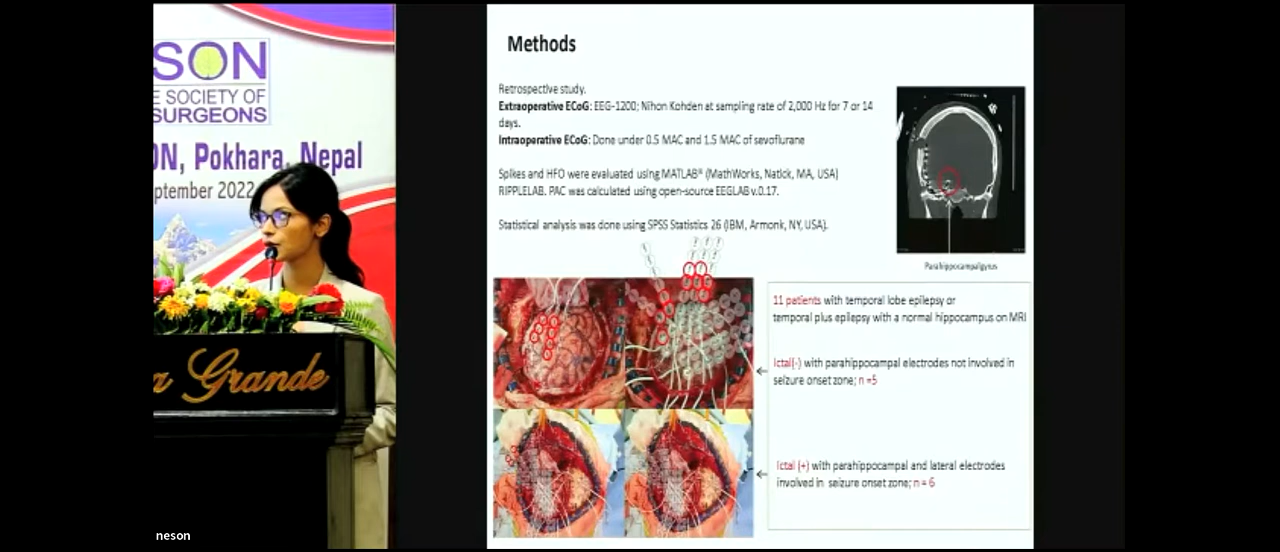 SON
E SOCIETY OF
SURGEONS
ON, Pokhara, Nepal
eptember 2022
a Grande
neson
Methods
Retrospective study.
Extraoperative ECoG: EEG-1200; Nihon Kohden at sampling rate of 2,000 Hz for 7 or 14
days.
Intraoperative ECoG: Done under 0.5 MAC and 1.5 MAC of sevoflurane
Spikes and HFO were evaluated using MATLAB® (MathWorks, Natick, MA, USA)
RIPPLELAB. PAC was calculated using open-source EEGLAB v.0.17.
Statistical analysis was done using SPSS Statistics 26 (IBM, Armonk, NY, USA).
Parahippocampal gyrus
11 patients with temporal lobe epilepsy or
temporal plus epilepsy with a normal hippocampus on MRI
Ictal(-) with parahippocampal electrodes not involved in
seizure onset zone; n =5
Ictal (+) with parahippocampal and lateral electrodes
involved in seizure onset zone; n = 6